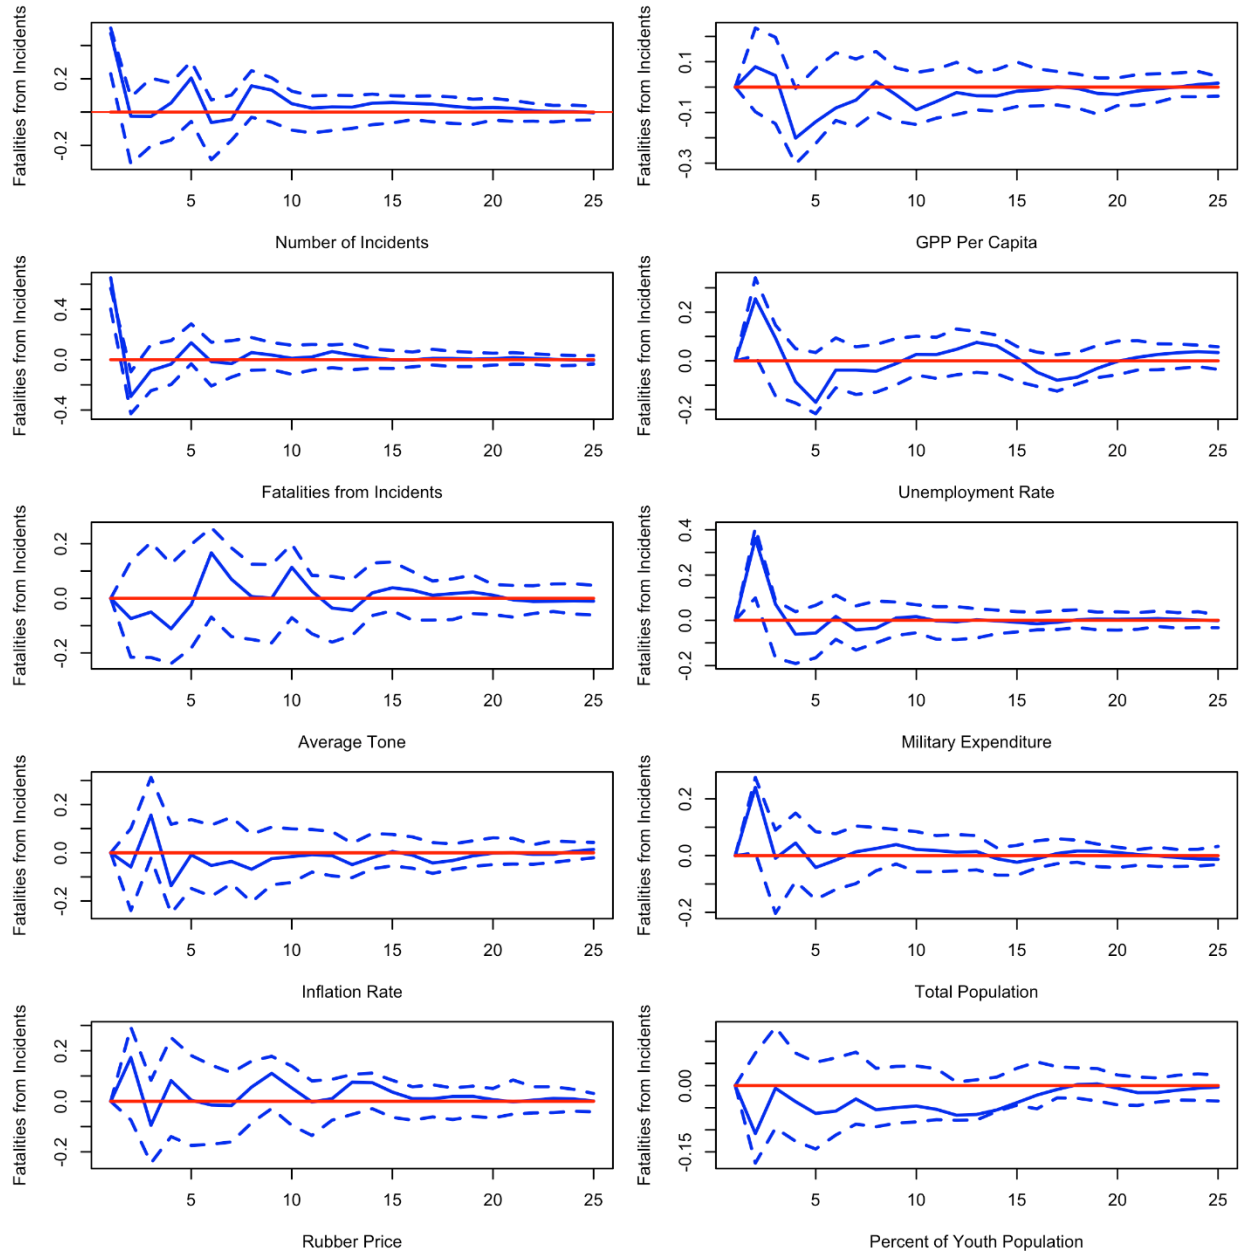 Fatalities from Incidents
0.2
-0.2
5 10 15 20 25
Number of Incidents
Fatalities from Incidents
0.1
-0.1
-0.3
5 10 15 20 25
GPP Per Capita
Fatalities from Incidents
0.4
0.0
-0.4
5 10 15 20 25
Fatalities from Incidents
Fatalities from Incidents
0.2
0.0
-0.2
5 10 15 20 25
Unemployment Rate
Fatalities from Incidents
0.2
0.0
-0.2
5 10 15 20 25
Average Tone
Fatalities from Incidents
0.4
0.2
0.0
-0.2
5 10 15 20 25
Military Expenditure
Fatalities from Incidents
0.2
0.0
-0.2
5 10 15 20 25
Inflation Rate
Fatalities from Incidents
0.2
0.0
-0.2
5 10 15 20 25
Total Population
Fatalities from Incidents
0.2
0.0
-0.2
5 10 15 20 25
Rubber Price
Fatalities from Incidents
0.00
-0.15
5 10 15 20 25
Percent of Youth Population